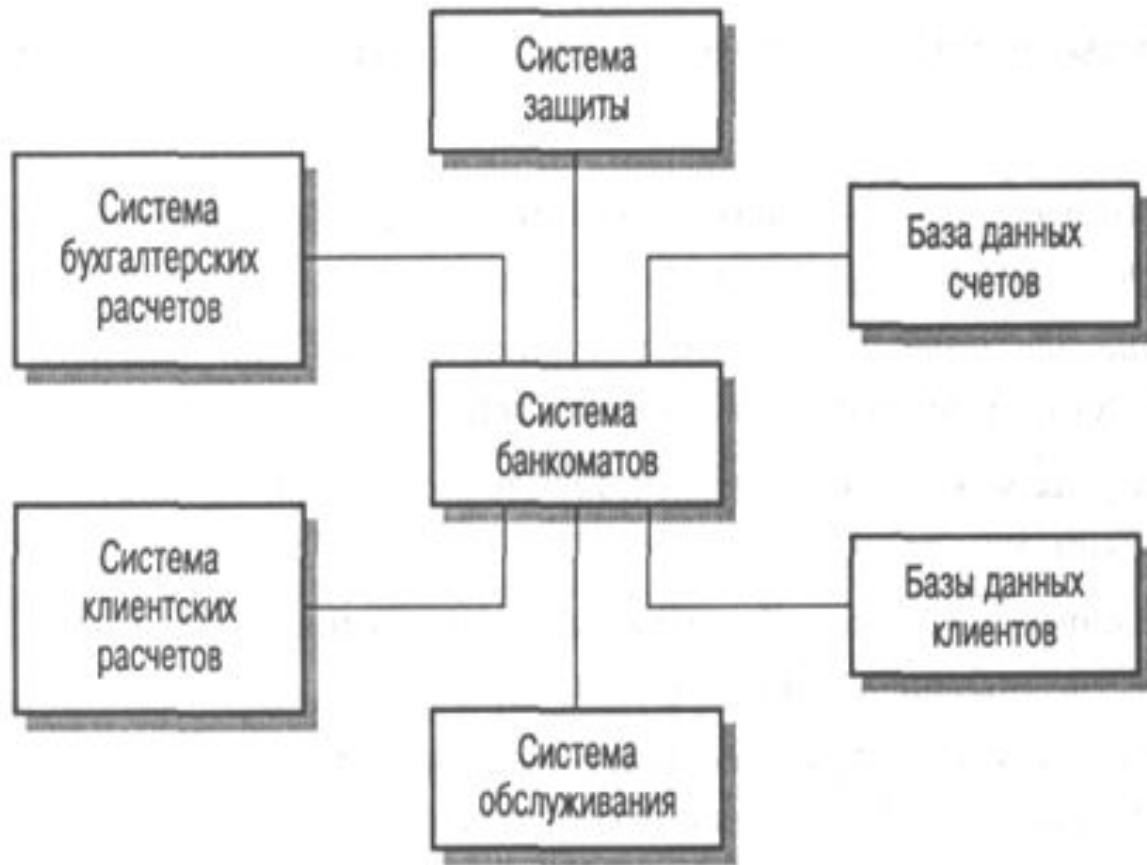 Система
защиты
Система
бухгалтерских
расчетов
База данных
счетов
Система
банкоматов
Система
клиентских
расчетов
Базы данных
клиентов
Система
обслуживания